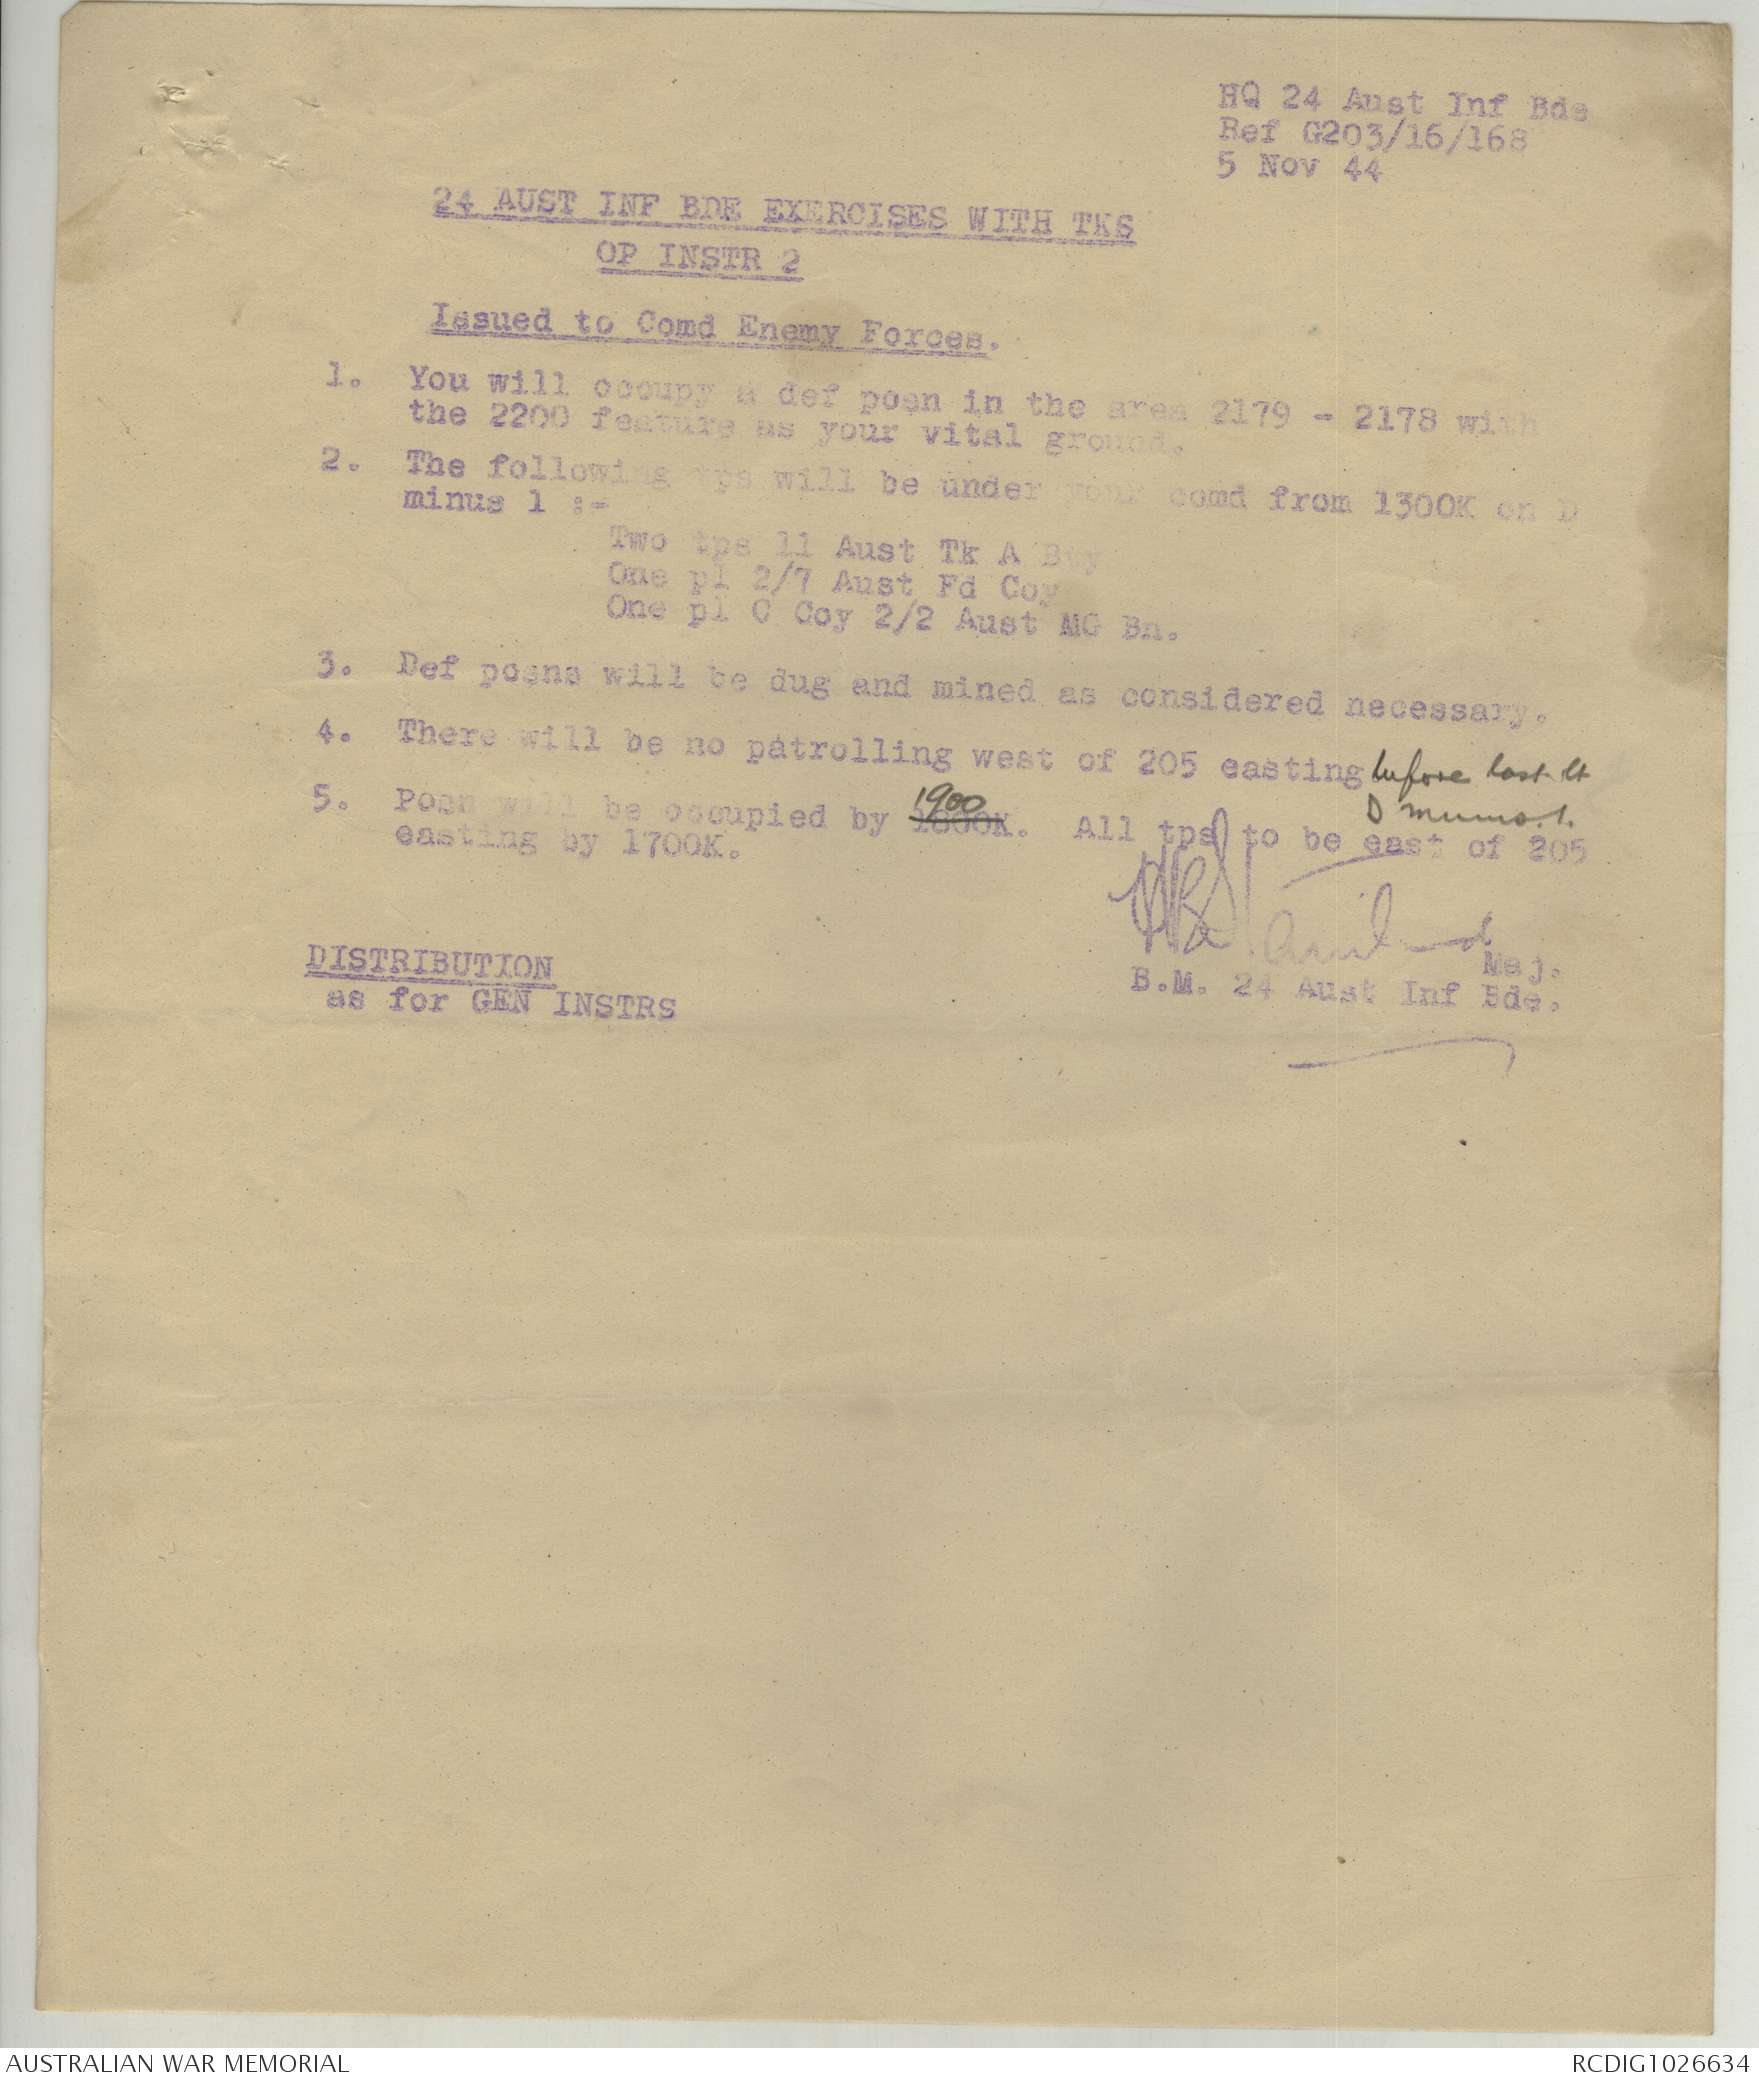 HQ 24 Aust Inf Bde
Ref G203/16/168
5 Nov 44
24 AUST INF BDE EXERCISES WITH TKS
OP INSTR 2
Issued to Comd Enemy Forces.
1. You will occupy a def posn in the area 2179 - 2178 with
the 2200 feature as your vital ground.
2. The following tps will be under your comd from 1300K on D
minus 1 :-
Two tps 11 Aust Tk A Bty
One pl 2/7 Aust Fd Coy
One pl C Coy 2/2 Aust MG Bn.
3. Def posns will be dug and mined as considered necessary.
4. There will be no patrolling west of 205 easting before last lt
D minus 1.
1900
5. Posn will be occupied by 1800K. All tps to be east of 205
easting by 1700K.
Maj.
B.M. 24 Aust Inf Bde.
DISTRIBUTION
as for GEN INSTRS
AUSTRALIAN WAR MEMORIAL
RCDIG1026634